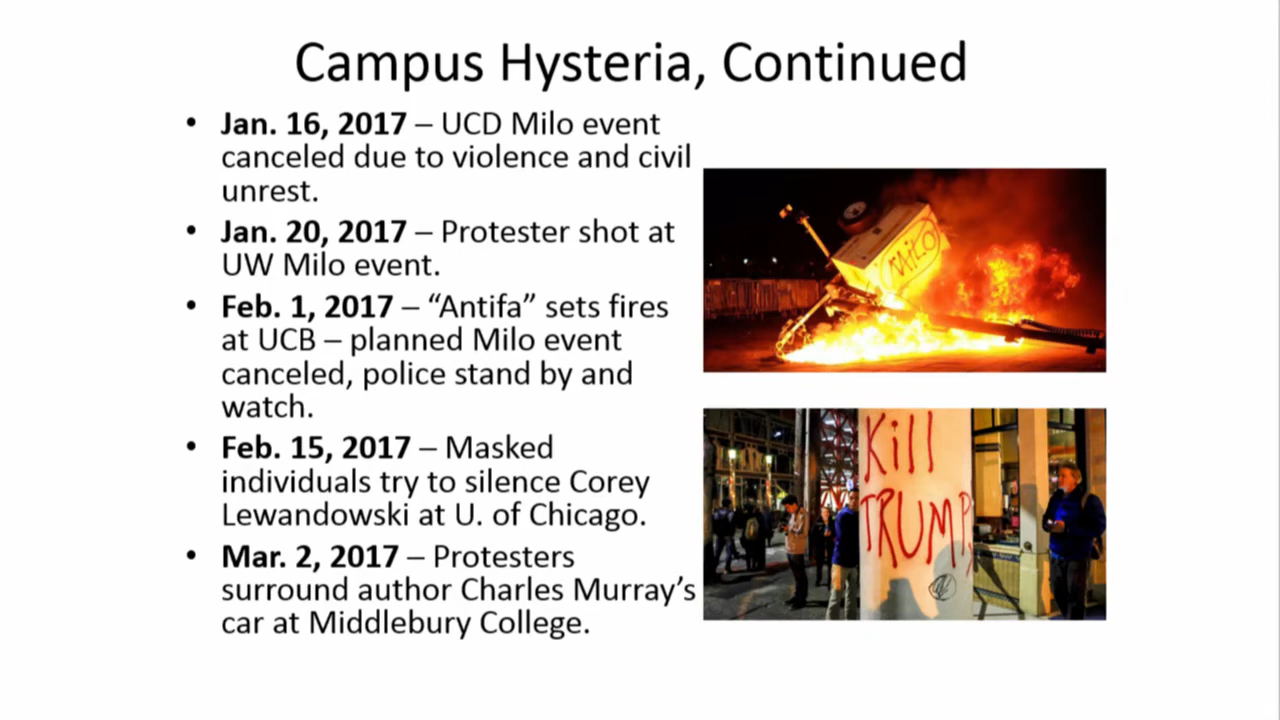 Campus Hysteria, Continued
• Jan. 16, 2017 – UCD Milo event
canceled due to violence and civil
unrest.
• Jan. 20, 2017 – Protester shot at
UW Milo event.
• Feb. 1, 2017 – “Antifa” sets fires
at UCB – planned Milo event
canceled, police stand by and
watch.
• Feb. 15, 2017 – Masked
individuals try to silence Corey
Lewandowski at U. of Chicago.
• Mar. 2, 2017 – Protesters
surround author Charles Murray’s
car at Middlebury College.
MILO
Kill
TRUMP